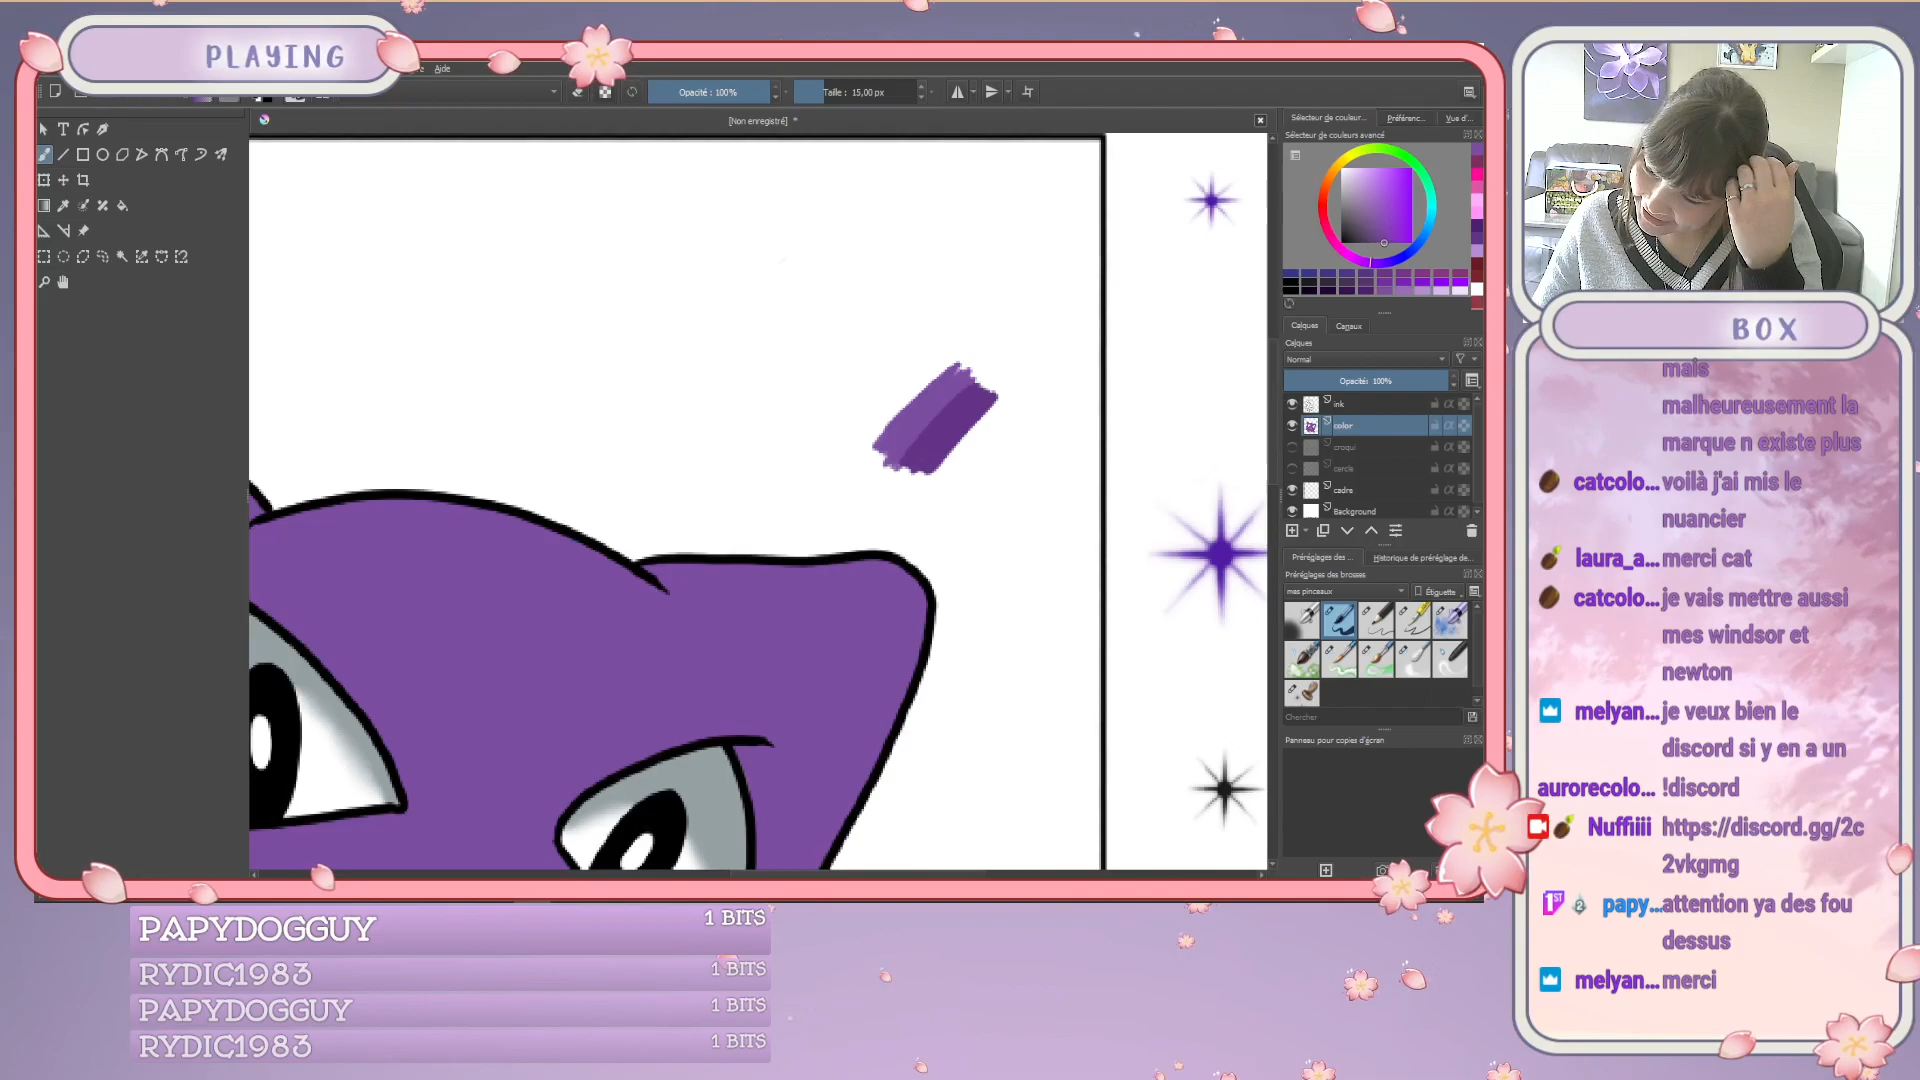 PLAYING
Aide
Opacité : 100%
Taille : 15,00 px
[Non enregistré] *
Sélecteur de couleur...
Préférenc...
Vue d'...
Sélecteur de couleurs avancé
Calques
Canaux
Calques
Normal
Opacité: 100%
ink
color
croqui
cercle
cadre
Background
Préréglages des ...
Historique de préréglage de...
Préréglages des brosses
mes pinceaux
Étiquette
Chercher
Panneau pour copies d'écran
BOX
mais
malheureusement la
marque n existe plus
catcolo... voilà j'ai mis le
nuancier
laura_a... merci cat
catcolo... je vais mettre aussi
mes windsor et
newton
melyan... je veux bien le
discord si y en a un
aurorecolo... !discord
Nuffiiii https://discord.gg/2c
2vkgmg
1ST 2 papy... attention ya des fou
dessus
melyan... merci
PAPYDOGGUY 1 BITS
RYDIC1983 1 BITS
PAPYDOGGUY 1 BITS
RYDIC1983 1 BITS